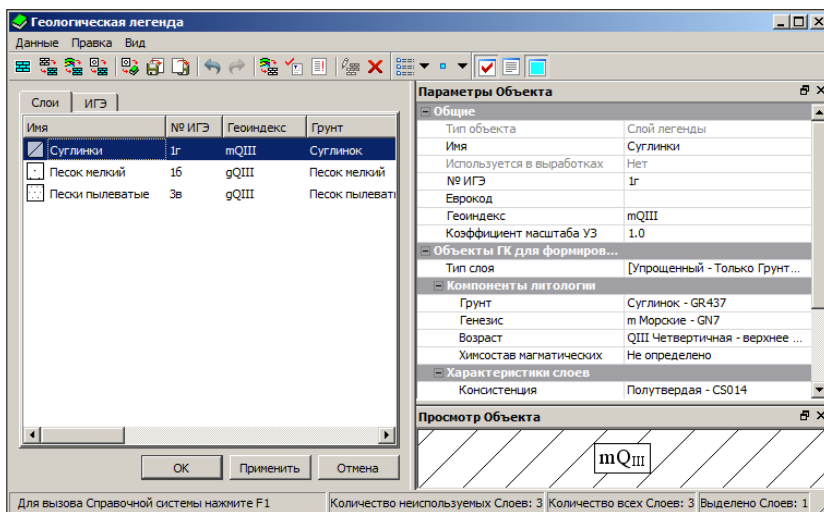 Геологическая легенда
Данные Правка Вид
Слои ИГЭ
Имя № ИГЭ Геоиндекс Грунт
Суглинки 1г mQIII Суглинок
Песок мелкий 1б gQIII Песок мелкий
Пески пылеватые 3в gQIII Песок пылеват
ОК Применить Отмена
Параметры Объекта
Общие
Тип объекта Слой легенды
Имя Суглинки
Используется в выработках Нет
№ ИГЭ 1г
Еврокод
Геоиндекс mQIII
Коэффициент масштаба УЗ 1.0
Объекты ГК для формиров...
Тип слоя [Упрощенный - Только Грунт...
Компоненты литологии
Грунт Суглинок - GR437
Генезис m Морские - GN7
Возраст QIII Четвертичная - верхнее ...
Химсостав магматических Не определено
Характеристики слоев
Консистенция Полутвердая - CS014
Просмотр Объекта
mQIII
Для вызова Справочной системы нажмите F1 Количество неиспользуемых Слоев: 3 Количество всех Слоев: 3 Выделено Слоев: 1